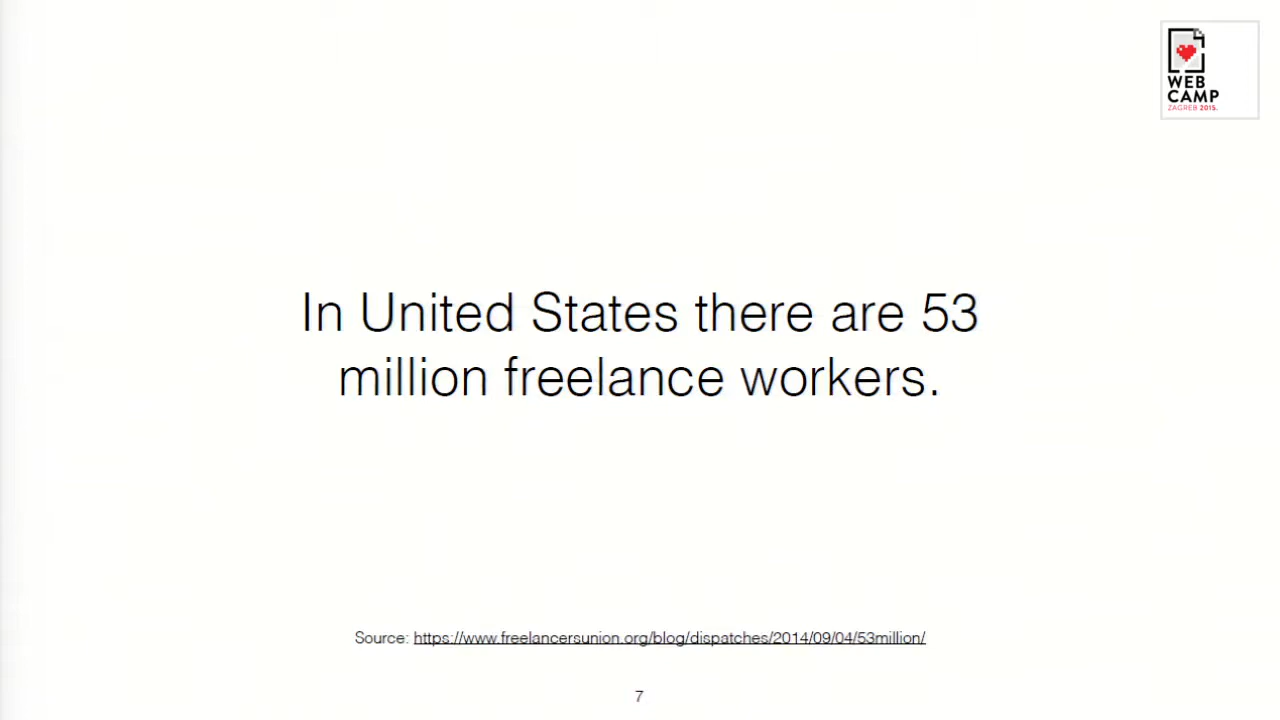 WEB
CAMP
ZAGREB 2015.
In United States there are 53
million freelance workers.
Source: https://www.freelancersunion.org/blog/dispatches/2014/09/04/53million/
7